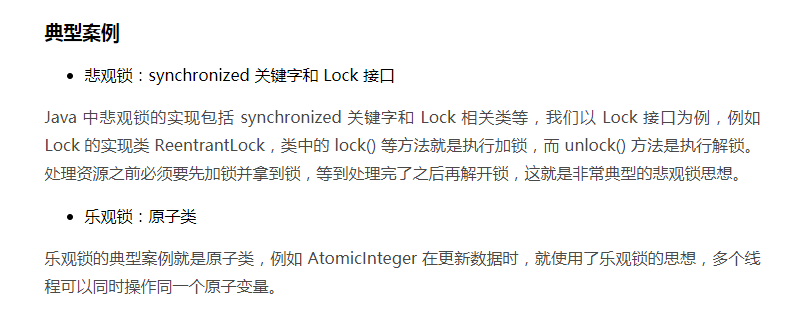 典型案例
• 悲观锁：synchronized 关键字和 Lock 接口
Java 中悲观锁的实现包括 synchronized 关键字和 Lock 相关类等，我们以 Lock 接口为例，例如
Lock 的实现类 ReentrantLock，类中的 lock() 等方法就是执行加锁，而 unlock() 方法是执行解锁。
处理资源之前必须要先加锁并拿到锁，等到处理完了之后再解开锁，这就是非常典型的悲观锁思想。
• 乐观锁：原子类
乐观锁的典型案例就是原子类，例如 AtomicInteger 在更新数据时，就使用了乐观锁的思想，多个线
程可以同时操作同一个原子变量。